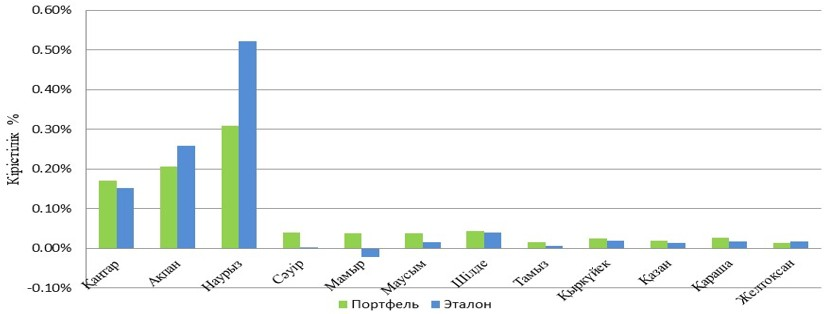 0.60%
0.50%
0.40%
0.30%
0.20%
0.10%
0.00%
-0.10%
Кірістілік %
Қаңтар
Ақпан
Наурыз
Сәуір
Мамыр
Маусым
Шілде
Тамыз
Қыркүйек
Қазан
Қараша
Желтоқсан
Портфель
Эталон